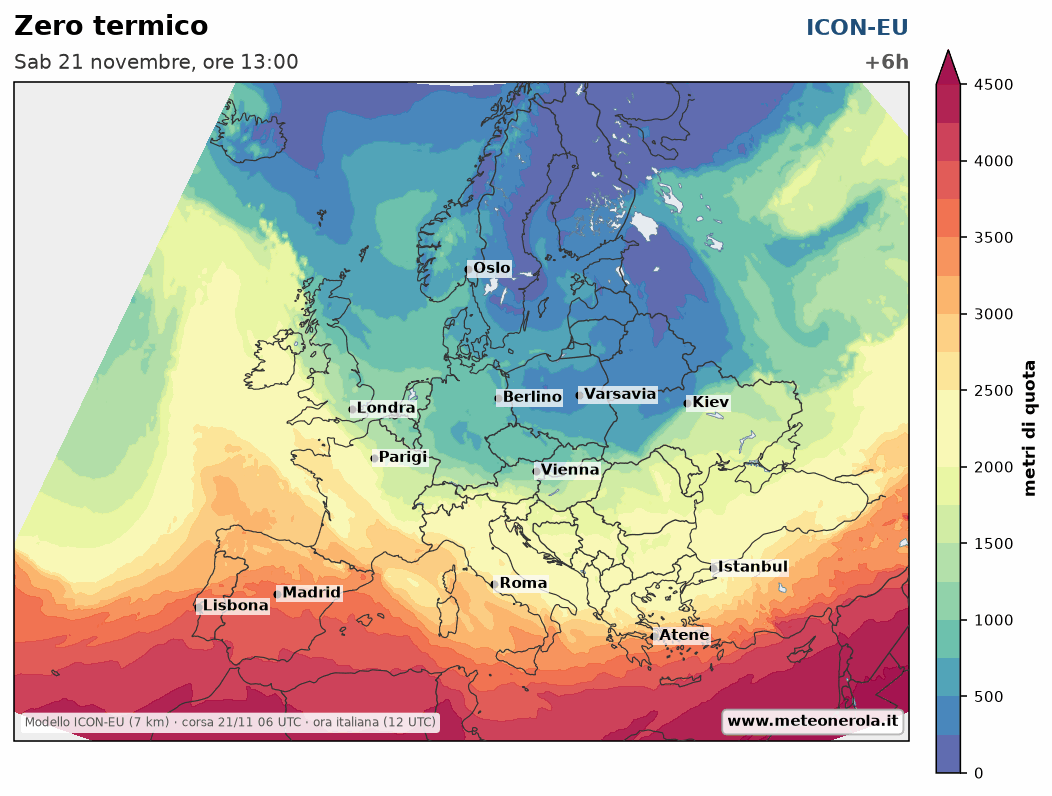 Zero termico
ICON-EU
Sab 21 novembre, ore 13:00
+6h
4500
4000
3500
3000
2500
2000
1500
1000
500
0
metri di quota
Oslo
Londra
Berlino
Varsavia
Kiev
Parigi
Vienna
Roma
Istanbul
Madrid
Lisbona
Atene
Modello ICON-EU (7 km) · corsa 21/11 06 UTC · ora italiana (12 UTC)
www.meteonerola.it